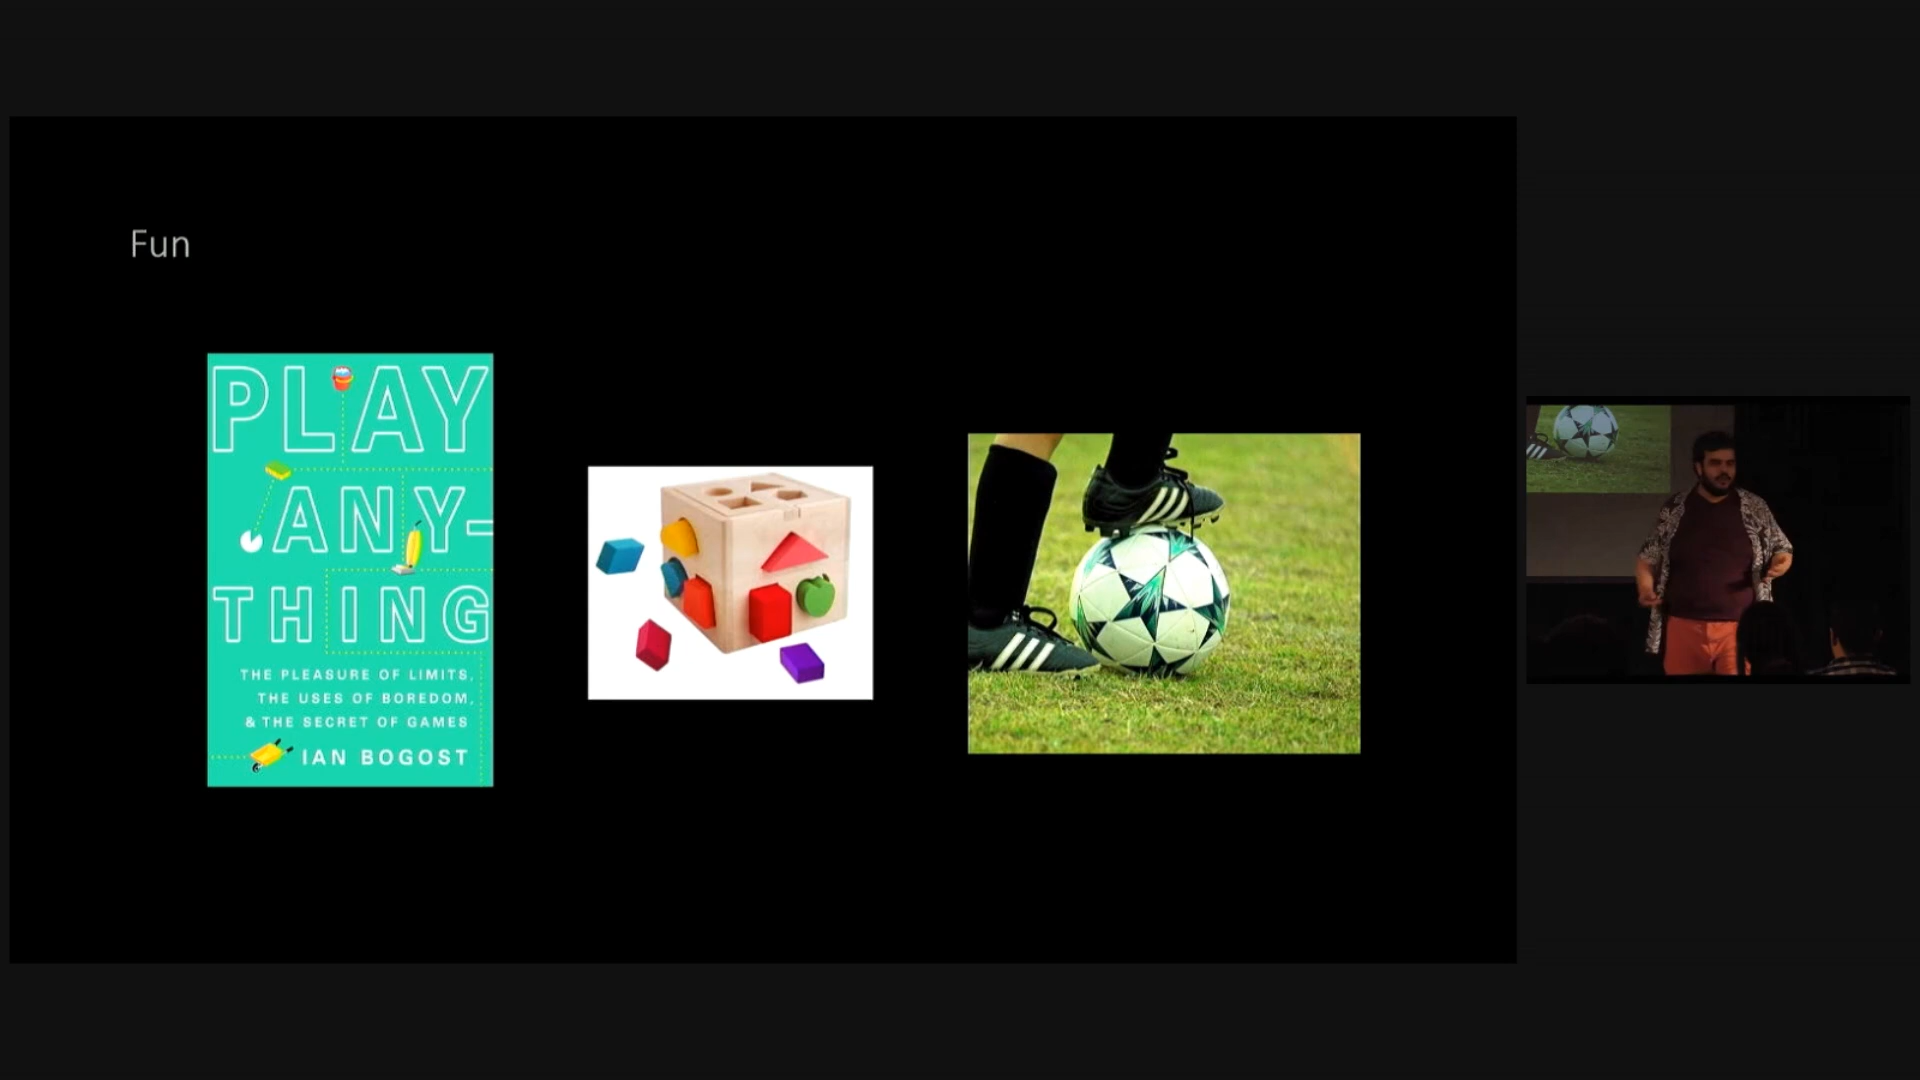 Fun
PLAY
ANY-
THING
THE PLEASURE OF LIMITS,
THE USES OF BOREDOM,
& THE SECRET OF GAMES
IAN BOGOST